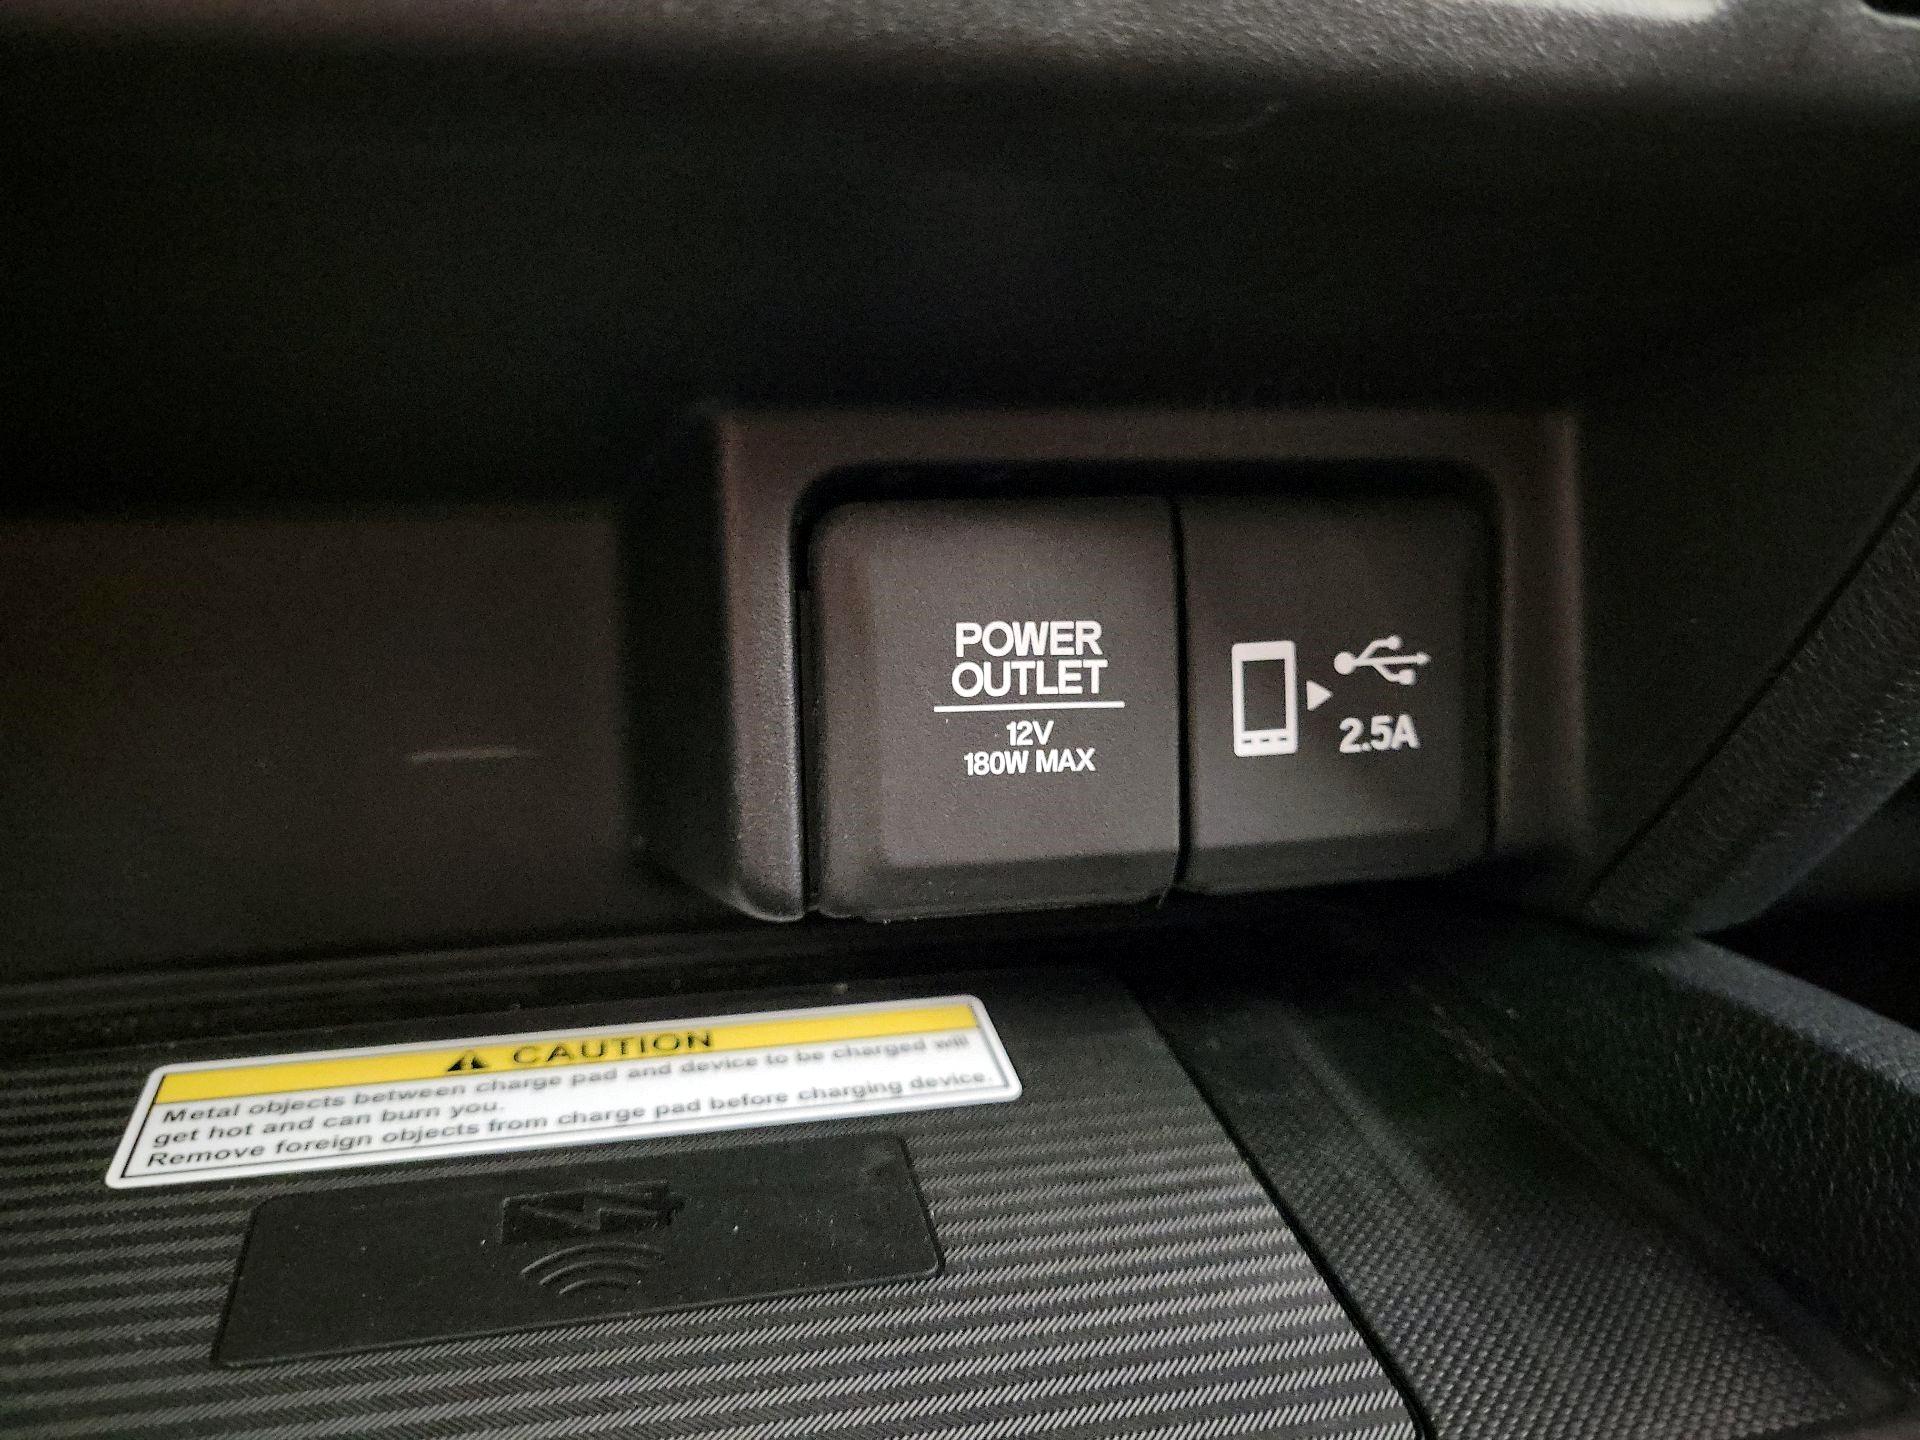 POWER
OUTLET
12V
180W MAX
2.5A
CAUTION
Metal objects between charge pad and device to be charged will
get hot and can burn you.
Remove foreign objects from charge pad before charging device.